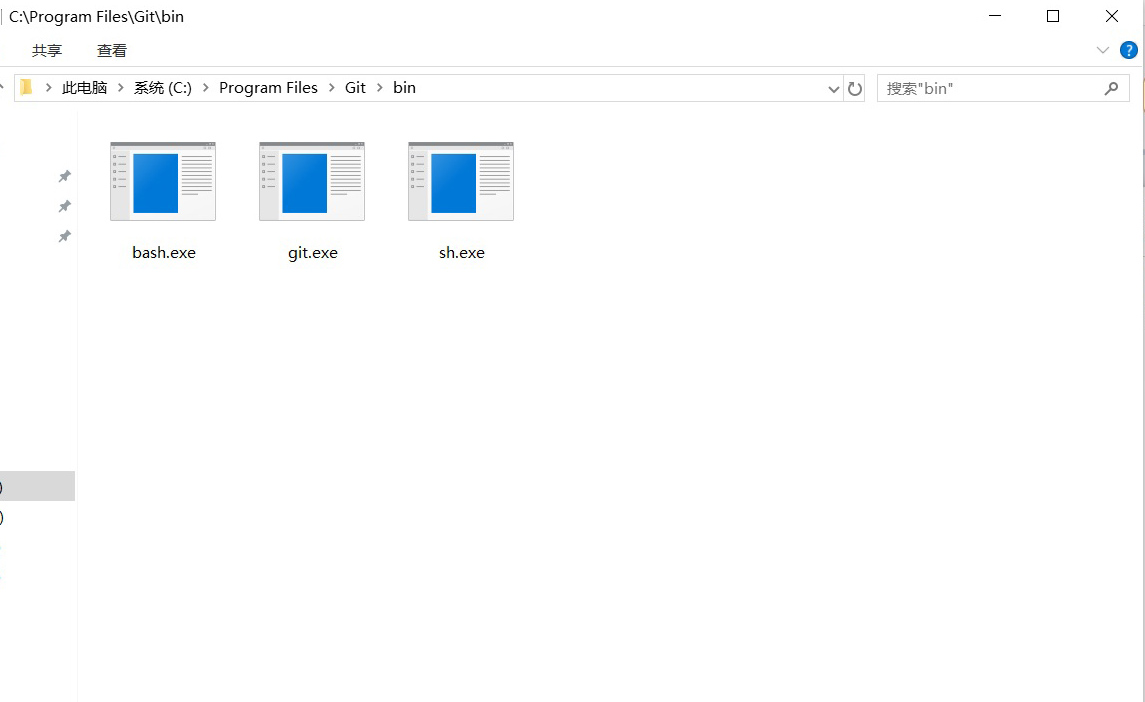 C:\Program Files\Git\bin
共享 查看
此电脑 系统 (C:) Program Files Git bin 搜索"bin"
bash.exe git.exe sh.exe
)
)